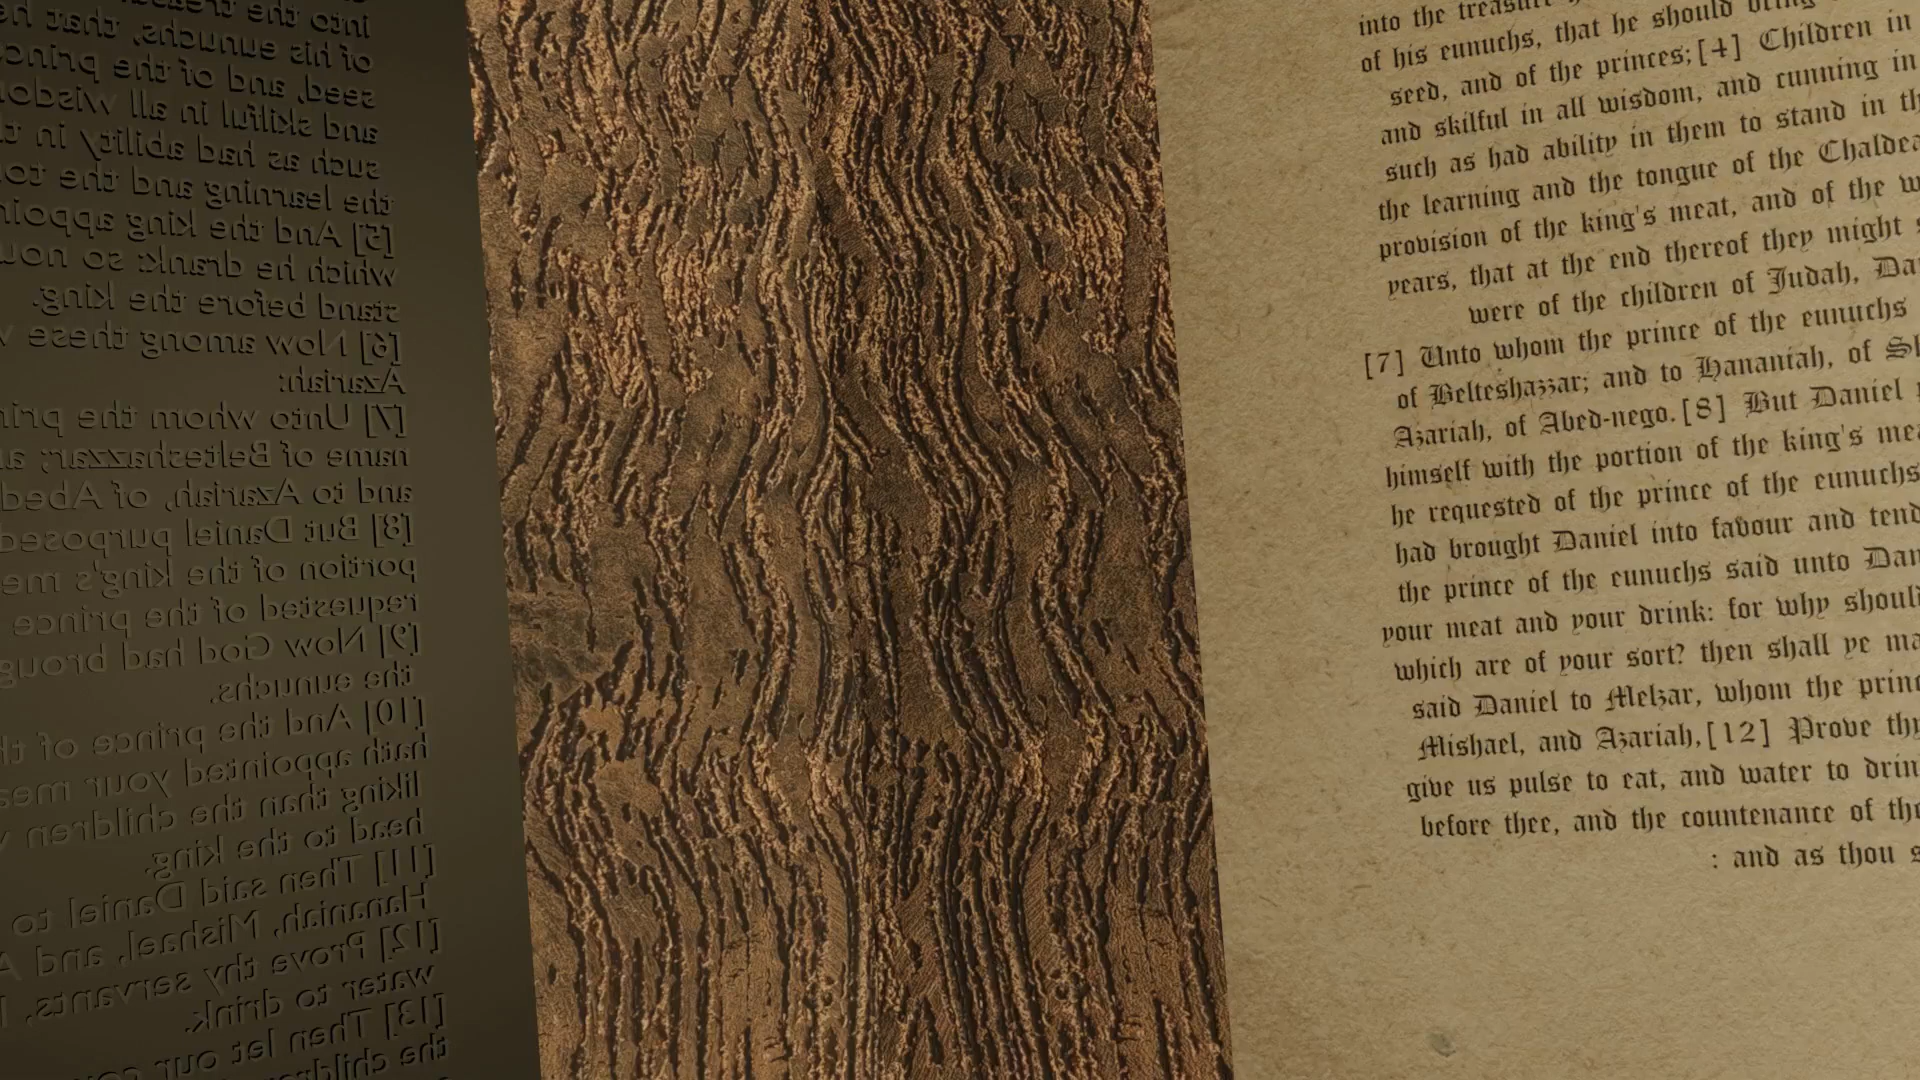 into the
of his eunuchs, that he
seed, and of the princ
and skilful in all wisdom
such as had ability in t
the learning and the to
[5] And the king appoi
which he drank: so nou
stand before the king.
[6] Now among these w
Azariah:
[7] Unto whom the pri
name of Belteshazzar; a
and to Azariah, of Abed
[8] But Daniel purposed
portion of the king's me
requested of the prince
[9] Now God had broug
the eunuchs.
[10] And the prince of th
hath appointed your mea
liking than the children w
head to the king.
[11] Then said Daniel to
Hananiah, Mishael, and, A
[12] Prove thy servants, I
water to drink.
[13] Then let our cou
the childre
into the treasure
of his eunuchs, that he should bring
seed, and of the princes;[4] Children in
and skilful in all wisdom, and cunning in
such as had ability in them to stand in th
the learning and the tongue of the Chaldea
provision of the king's meat, and of the w
years, that at the end thereof they might s
were of the children of Judah, Da
[7] Unto whom the prince of the eunuchs
of Belteshazzar; and to Hananiah, of Sh
Azariah, of Abed-nego.[8] But Daniel p
himself with the portion of the king's mea
he requested of the prince of the eunuchs
had brought Daniel into favour and tend
the prince of the eunuchs said unto Dan
your meat and your drink: for why should
which are of your sort? then shall ye ma
said Daniel to Melzar, whom the princ
Mishael, and Azariah,[12] Prove thy
give us pulse to eat, and water to drin
before thee, and the countenance of the
: and as thou s